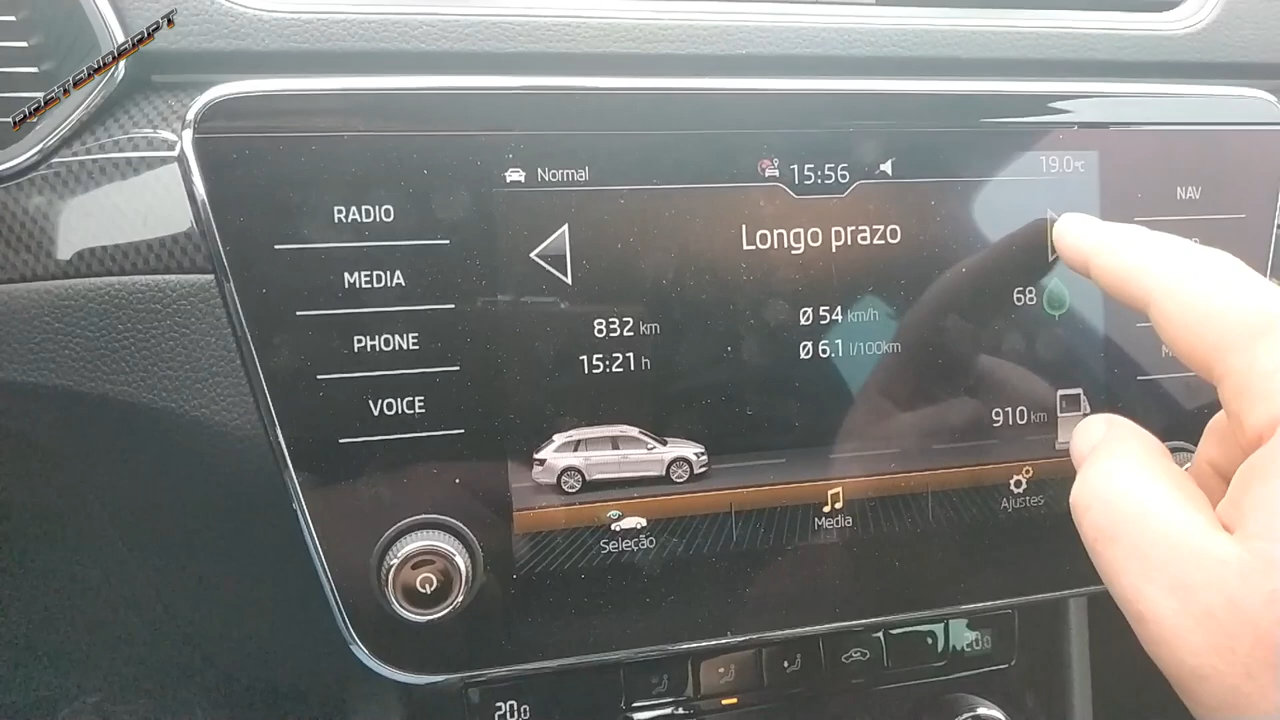 PRETENDERPT
Normal
15:56
19.0°C
RADIO
MEDIA
PHONE
VOICE
NAV
Longo prazo
832 km
15:21 h
Ø 54 km/h
Ø 6.1 l/100km
68
910 km
Seleção
Media
Ajustes
20.0
20.0